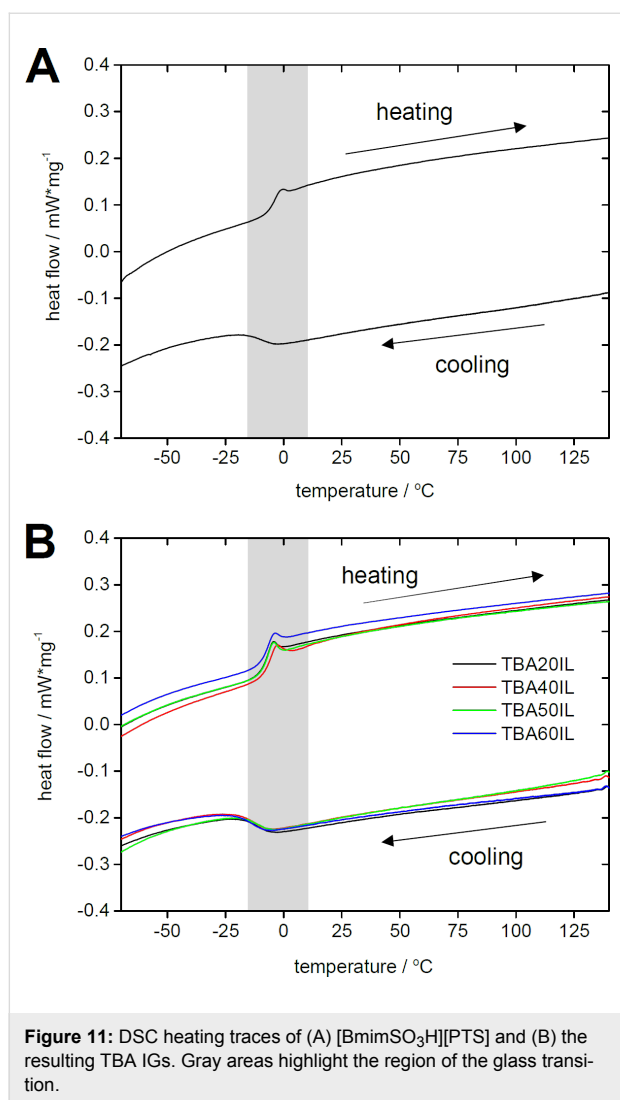 A
0.4
0.3
0.2
0.1
0.0
-0.1
-0.2
-0.3
-0.4
heat flow / mW*mg⁻¹
heating
cooling
-50 -25 0 25 50 75 100 125
temperature / °C
B
0.4
0.3
0.2
0.1
0.0
-0.1
-0.2
-0.3
-0.4
heat flow / mW*mg⁻¹
heating
TBA20IL
TBA40IL
TBA50IL
TBA60IL
cooling
-50 -25 0 25 50 75 100 125
temperature / °C
Figure 11: DSC heating traces of (A) [BmimSO₃H][PTS] and (B) the
resulting TBA IGs. Gray areas highlight the region of the glass transi-
tion.